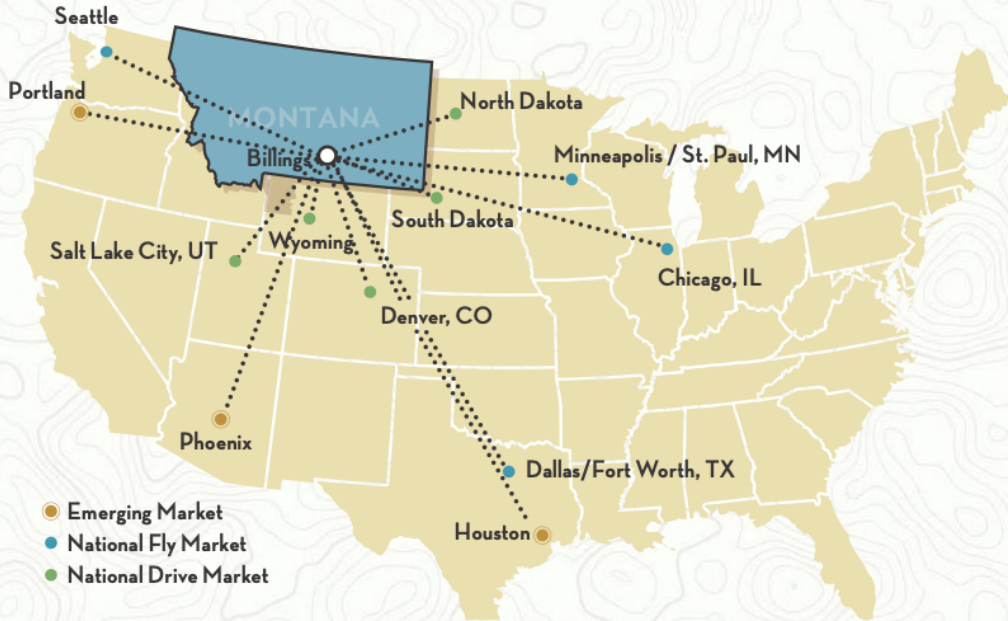 Seattle
Portland
North Dakota
MONTANA
Minneapolis / St. Paul, MN
Billings
South Dakota
Wyoming
Salt Lake City, UT
Chicago, IL
Denver, CO
Phoenix
Dallas/Fort Worth, TX
Houston
Emerging Market
National Fly Market
National Drive Market